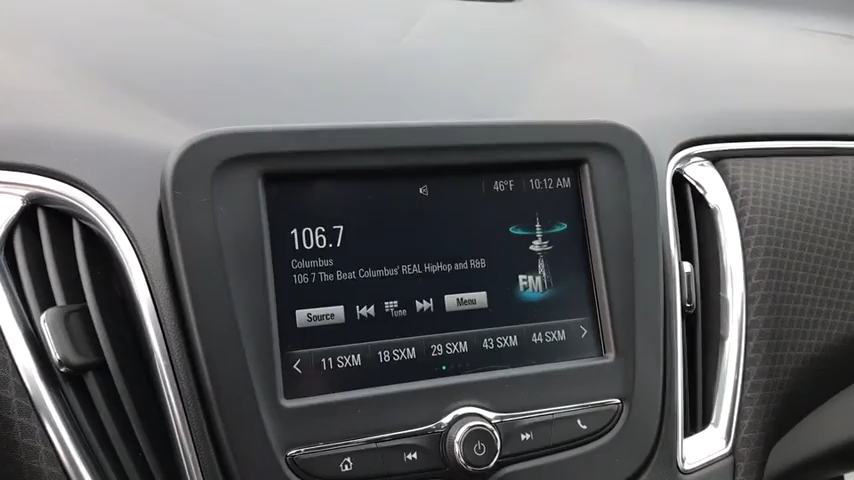 46°F 10:12 AM
106.7
Columbus
106 7 The Beat Columbus' REAL HipHop and R&B
FM
Source Tune Menu
11 SXM 18 SXM 29 SXM 43 SXM 44 SXM